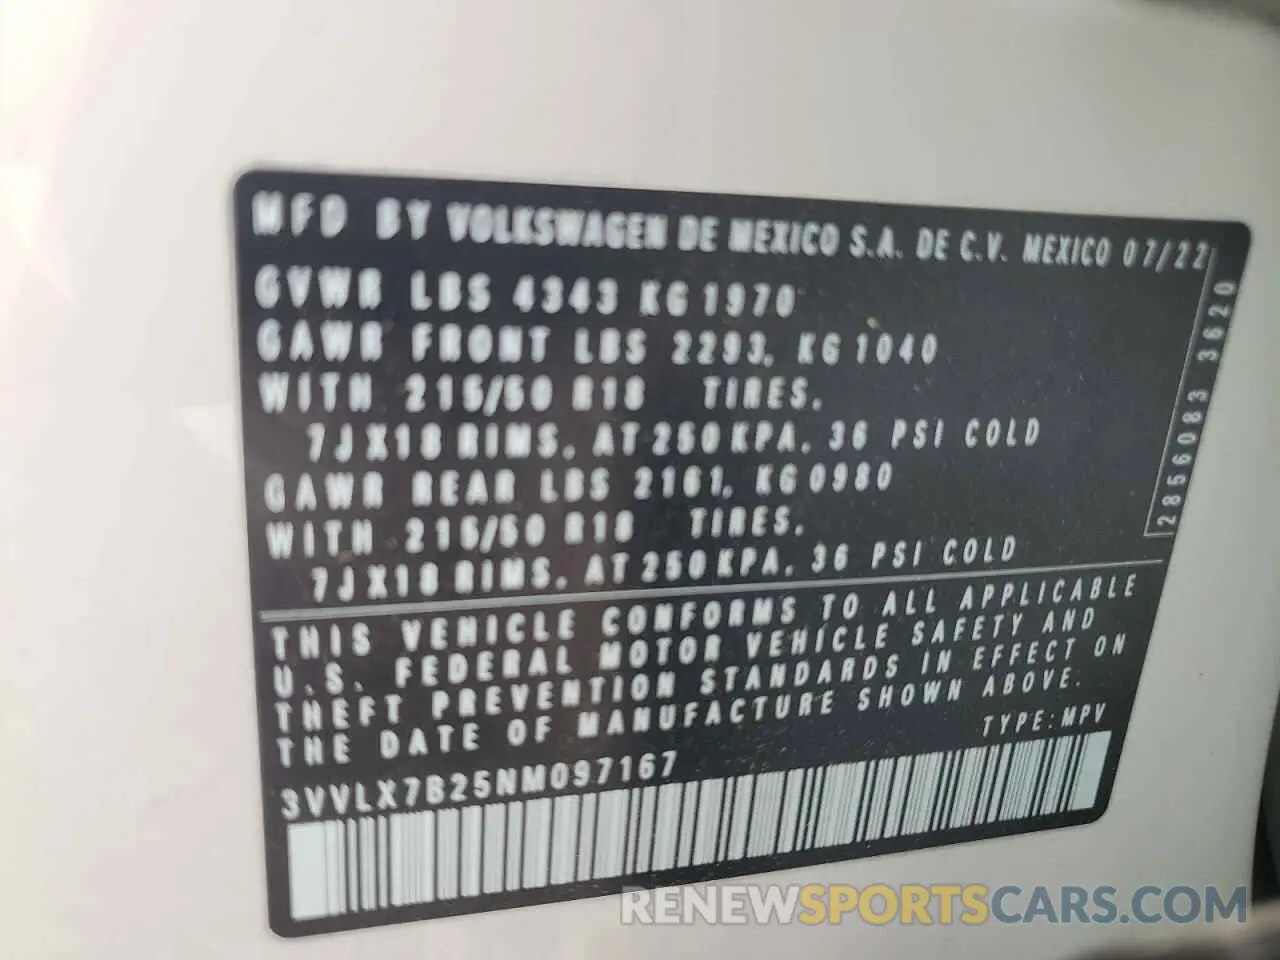 MFD BY VOLKSWAGEN DE MEXICO S.A. DE C.V. MEXICO 07/22
GVWR LBS 4343 KG 1970
GAWR FRONT LBS 2293, KG 1040
WITH 215/50 R18 TIRES,
7J X18 RIMS, AT 250 KPA, 36 PSI COLD
GAWR REAR LBS 2161, KG 0980
WITH 215/50 R18 TIRES,
7J X18 RIMS, AT 250 KPA, 36 PSI COLD
2856083 3620
THIS VEHICLE CONFORMS TO ALL APPLICABLE
U.S. FEDERAL MOTOR VEHICLE SAFETY AND
THEFT PREVENTION STANDARDS IN EFFECT ON
THE DATE OF MANUFACTURE SHOWN ABOVE.
TYPE: MPV
3VVLX7B25NM097167
RENEWSPORTSCARS.COM